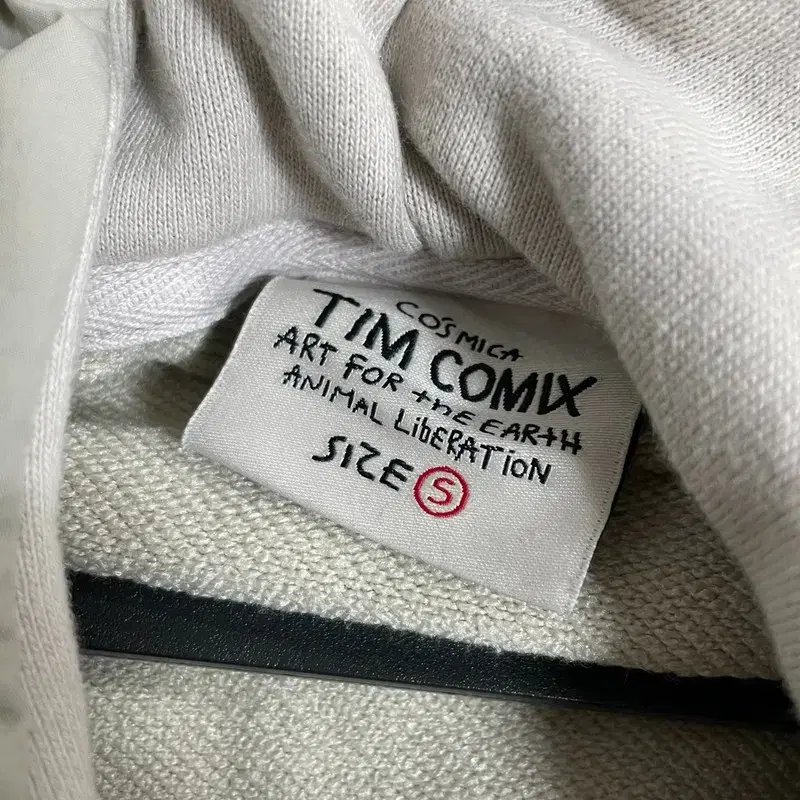 COSMICA
TIM COMIX
ART FOR thE EARtH
ANIMAL LibERATiON
SIZE S